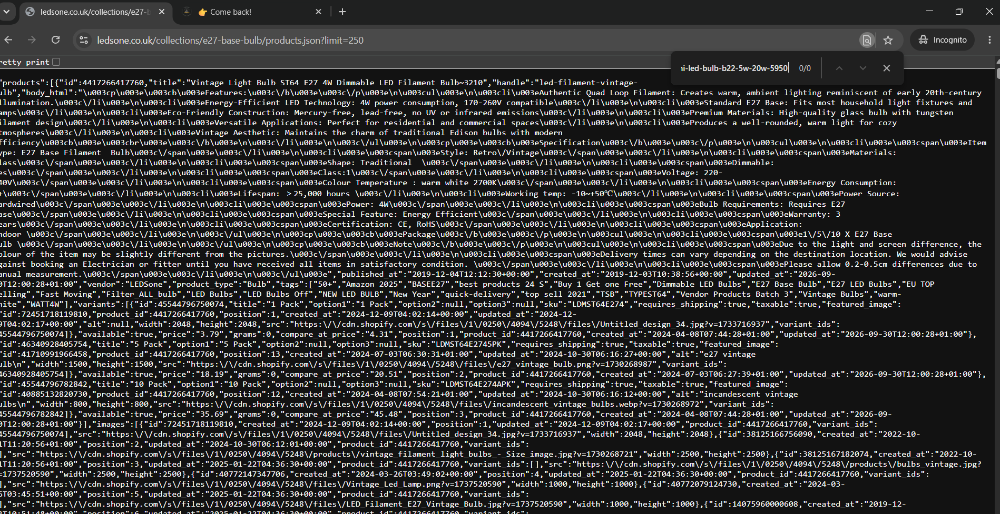 ledsone.co.uk/collections/e27-b
👉 Come back!
ledsone.co.uk/collections/e27-base-bulb/products.json?limit=250
Incognito
retty print
i-led-bulb-b22-5w-20w-5950
0/0
"products":[{"id":4417266417760,"title":"Vintage Light Bulb ST64 E27 4W Dimmable LED Filament Bulb~3210","handle":"led-filament-vintage-
ulb","body_html":"\u003cp\u003e\u003cb\u003eFeatures:\u003c\/b\u003e\u003c\/p\u003e\n\u003cul\u003e\n\u003cli\u003eAuthentic Quad Loop Filament: Creates warm, ambient lighting reminiscent of early 20th-century
llumination.\u003c\/li\u003e\n\u003cli\u003eEnergy-Efficient LED Technology: 4W power consumption, 170-260V compatible\u003c\/li\u003e\n\u003cli\u003eStandard E27 Base: Fits most household light fixtures and
amps\u003c\/li\u003e\n\u003cli\u003eEco-Friendly Construction: Mercury-free, lead-free, no UV or infrared emissions\u003c\/li\u003e\n\u003cli\u003ePremium Materials: High-quality glass bulb with tungsten
ilament design\u003c\/li\u003e\n\u003cli\u003eVersatile Applications: Perfect for residential and commercial spaces\u003c\/li\u003e\n\u003cli\u003eProduces a well-rounded, warm light for cozy
tmospheres\u003c\/li\u003e\n\u003cli\u003eVintage Aesthetic: Maintains the charm of traditional Edison bulbs with modern
fficiency\u003cb\u003e\u003cbr\u003e\u003c\/b\u003e\n\u003c\/li\u003e\n\u003c\/ul\u003e\n\u003cp\u003e\u003cb\u003eSpecification\u003c\/b\u003e\u003c\/p\u003e\n\u003cul\u003e\n\u003cli\u003e\u003cspan\u003eItem
ype: E27 Base Filament  Bulb\u003c\/span\u003e\u003c\/li\u003e\n\u003cli\u003e\u003cspan\u003eStyle: Retro\/Vintage\u003c\/span\u003e\u003c\/li\u003e\n\u003cli\u003e\u003cspan\u003eMaterials:
lass\u003c\/span\u003e\u003c\/li\u003e\n\u003cli\u003e\u003cspan\u003eShape: Traditional  \u003c\/span\u003e\u003c\/li\u003e\n\u003cli\u003e\u003cspan\u003eDimmable:
es\u003c\/span\u003e\u003c\/li\u003e\n\u003cli\u003e\u003cspan\u003eClass:1\u003c\/span\u003e\u003c\/li\u003e\n\u003cli\u003e\u003cspan\u003eVoltage: 220-
40V\u003c\/span\u003e\u003c\/li\u003e\n\u003cli\u003e\u003cspan\u003eColour Temperature : warm white 2700K\u003c\/span\u003e\u003c\/li\u003e\n\u003cli\u003e\u003cspan\u003eEnergy Consumption:
+\u003c\/span\u003e\u003c\/li\u003e\n\u003cli\u003eLifespan: >25,000 hours \u003c\/li\u003e\n\u003cli\u003eWorking temp: -10~+50℃\u003c\/li\u003e\n\u003cli\u003e\u003cspan\u003ePower Source:
ardwired\u003c\/span\u003e\u003c\/li\u003e\n\u003cli\u003e\u003cspan\u003ePower: 4W\u003c\/span\u003e\u003c\/li\u003e\n\u003cli\u003e\u003cspan\u003eBulb Requirements: Requires E27
ase\u003c\/span\u003e\u003c\/li\u003e\n\u003cli\u003e\u003cspan\u003eSpecial Feature: Energy Efficient\u003c\/span\u003e\u003c\/li\u003e\n\u003cli\u003e\u003cspan\u003eWarranty: 3
ears\u003c\/span\u003e\u003c\/li\u003e\n\u003cli\u003e\u003cspan\u003eCertification: CE, RoHS\u003c\/span\u003e\u003c\/li\u003e\n\u003cli\u003e\u003cspan\u003eApplication:
ndoor \u003c\/span\u003e\u003c\/li\u003e\n\u003c\/ul\u003e\n\u003cp\u003e\u003cb\u003ePackage\u003c\/b\u003e\u003c\/p\u003e\n\u003cul\u003e\n\u003cli\u003e\u003cspan\u003e1\/5\/10 X E27 Base
ulb \u003c\/span\u003e\u003c\/li\u003e\n\u003c\/ul\u003e\n\u003cp\u003e\u003cb\u003eNote\u003c\/b\u003e\u003c\/p\u003e\n\u003cul\u003e\n\u003cli\u003e\u003cspan\u003eDue to the light and screen difference, the
olour of the item may be slightly different from the pictures.\u003c\/span\u003e\u003c\/li\u003e\n\u003cli\u003e\u003cspan\u003eDelivery times can vary depending on the destination location. We would advise
gainst booking an Electrician or fitter until you have received all items in satisfactory condition. \u003c\/span\u003e\u003c\/li\u003e\n\u003cli\u003e\u003cspan\u003ePlease allow 0.2-0.5cm differences due to
anual measurement.\u003c\/span\u003e\u003c\/li\u003e\n\u003c\/ul\u003e","published_at":"2019-12-04T12:12:30+00:00","created_at":"2019-12-03T10:38:56+00:00","updated_at":"2026-09-
0T12:00:28+01:00","vendor":"LEDSone","product_type":"Bulb","tags":["50+","Amazon 2025","BASEE27","best products 24 S","Buy 1 Get one Free","Dimmable LED Bulbs","E27 Base Bulb","E27 LED Bulbs","EU TOP
elling","Fast Moving","Filter_ALL_bulb","LED Bulbs","LED Bulbs Off","NEW LED BULB","New Year","quick-delivery","top sell 2021","TSB","TYPEST64","Vendor Products Batch 3","Vintage Bulbs","warm-
hite","WATT4W"],"variants":[{"id":45544796750074,"title":"1 Pack","option1":"1 Pack","option2":null,"option3":null,"sku":"LDMST64E274","requires_shipping":true,"taxable":true,"featured_image":
"id":72451718119810,"product_id":4417266417760,"position":1,"created_at":"2024-12-09T04:02:14+00:00","updated_at":"2024-12-
9T04:02:17+00:00","alt":null,"width":2048,"height":2048,"src":"https:\/\/cdn.shopify.com\/s\/files\/1\/0250\/4094\/5248\/files\/Untitled_design_34.jpg?v=1733716937","variant_ids":
45544796750074]},"available":true,"price":"3.79","grams":0,"compare_at_price":"4.31","position":1,"product_id":4417266417760,"created_at":"2024-04-08T07:44:28+01:00","updated_at":"2026-09-30T12:00:28+01:00"},
"id":46340928405754,"title":"5 Pack","option1":"5 Pack","option2":null,"option3":null,"sku":"LDMST64E2745PK","requires_shipping":true,"taxable":true,"featured_image":
"id":41710991966458,"product_id":4417266417760,"position":13,"created_at":"2024-07-03T06:30:31+01:00","updated_at":"2024-10-30T06:16:27+00:00","alt":"e27 vintage
ulb\n","width":1500,"height":1500,"src":"https:\/\/cdn.shopify.com\/s\/files\/1\/0250\/4094\/5248\/files\/e27_vintage_bulb.png?v=1730268987","variant_ids":
46340928405754]},"available":true,"price":"18.19","grams":0,"compare_at_price":"20.51","position":2,"product_id":4417266417760,"created_at":"2024-07-03T06:27:39+01:00","updated_at":"2026-09-30T12:00:28+01:00"},
"id":45544796782842,"title":"10 Pack","option1":"10 Pack","option2":null,"option3":null,"sku":"LDMST64E274APK","requires_shipping":true,"taxable":true,"featured_image":
"id":40885132820730,"product_id":4417266417760,"position":12,"created_at":"2024-04-08T07:54:21+01:00","updated_at":"2024-10-30T06:16:12+00:00","alt":"incandescent vintage
ulbs\n","width":800,"height":800,"src":"https:\/\/cdn.shopify.com\/s\/files\/1\/0250\/4094\/5248\/files\/incandescent_vintage_bulbs.webp?v=1730268972","variant_ids":
45544796782842]},"available":true,"price":"35.69","grams":0,"compare_at_price":"45.48","position":3,"product_id":4417266417760,"created_at":"2024-04-08T07:44:28+01:00","updated_at":"2026-09-
0T12:00:28+01:00"}],"images":[{"id":72451718119810,"created_at":"2024-12-09T04:02:14+00:00","position":1,"updated_at":"2024-12-09T04:02:17+00:00","product_id":4417266417760,"variant_ids":
45544796750074],"src":"https:\/\/cdn.shopify.com\/s\/files\/1\/0250\/4094\/5248\/files\/Untitled_design_34.jpg?v=1733716937","width":2048,"height":2048},{"id":38125166756090,"created_at":"2022-10-
1T11:20:56+01:00","position":2,"updated_at":"2024-10-30T06:12:01+00:00","product_id":4417266417760,"variant_ids":
],"src":"https:\/\/cdn.shopify.com\/s\/files\/1\/0250\/4094\/5248\/products\/vintage_filament_light_bulbs_-_Size_image.jpg?v=1730268721","width":2500,"height":2500},{"id":38125167182074,"created_at":"2022-10-
1T11:20:56+01:00","position":3,"updated_at":"2025-01-22T04:36:30+00:00","product_id":4417266417760,"variant_ids":[],"src":"https:\/\/cdn.shopify.com\/s\/files\/1\/0250\/4094\/5248\/products\/bulbs_vintage.jpg?
=1737520590","width":2500,"height":2500},{"id":40772147347706,"created_at":"2024-03-26T03:49:02+00:00","position":4,"updated_at":"2025-01-22T04:36:30+00:00","product_id":4417266417760,"variant_ids":
],"src":"https:\/\/cdn.shopify.com\/s\/files\/1\/0250\/4094\/5248\/files\/Vintage_Led_Lamp.png?v=1737520590","width":1000,"height":1000},{"id":40772079124730,"created_at":"2024-03-
6T03:45:51+00:00","position":5,"updated_at":"2025-01-22T04:36:30+00:00","product_id":4417266417760,"variant_ids":
],"src":"https:\/\/cdn.shopify.com\/s\/files\/1\/0250\/4094\/5248\/files\/LED_Filament_E27_Vintage_Bulb.jpg?v=1737520590","width":1000,"height":1000},{"id":14075960000608,"created_at":"2019-12-
3T10:51:48+00:00","position":6,"updated_at":"2025-01-22T04:36:30+00:00","product_id":4417266417760,"variant_ids":